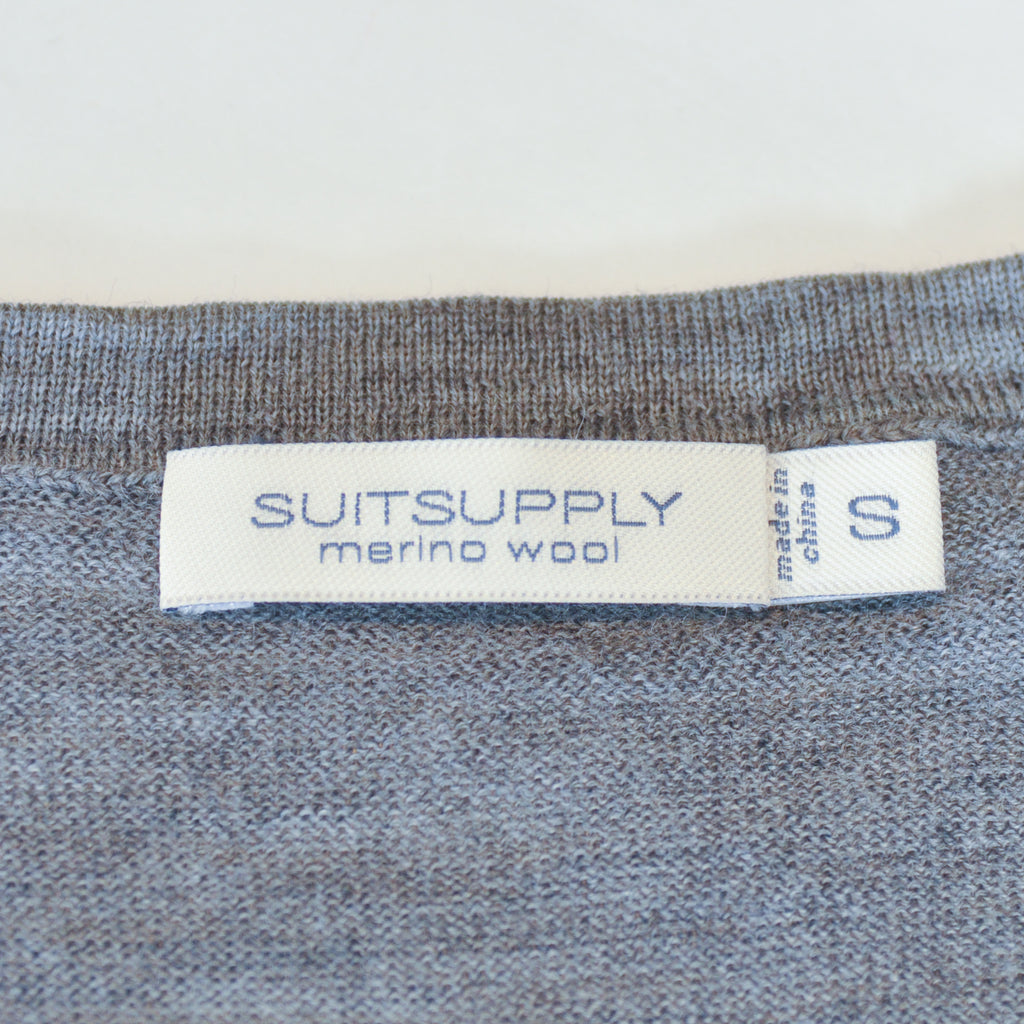 SUITSUPPLY
merino wool
made in
china
S